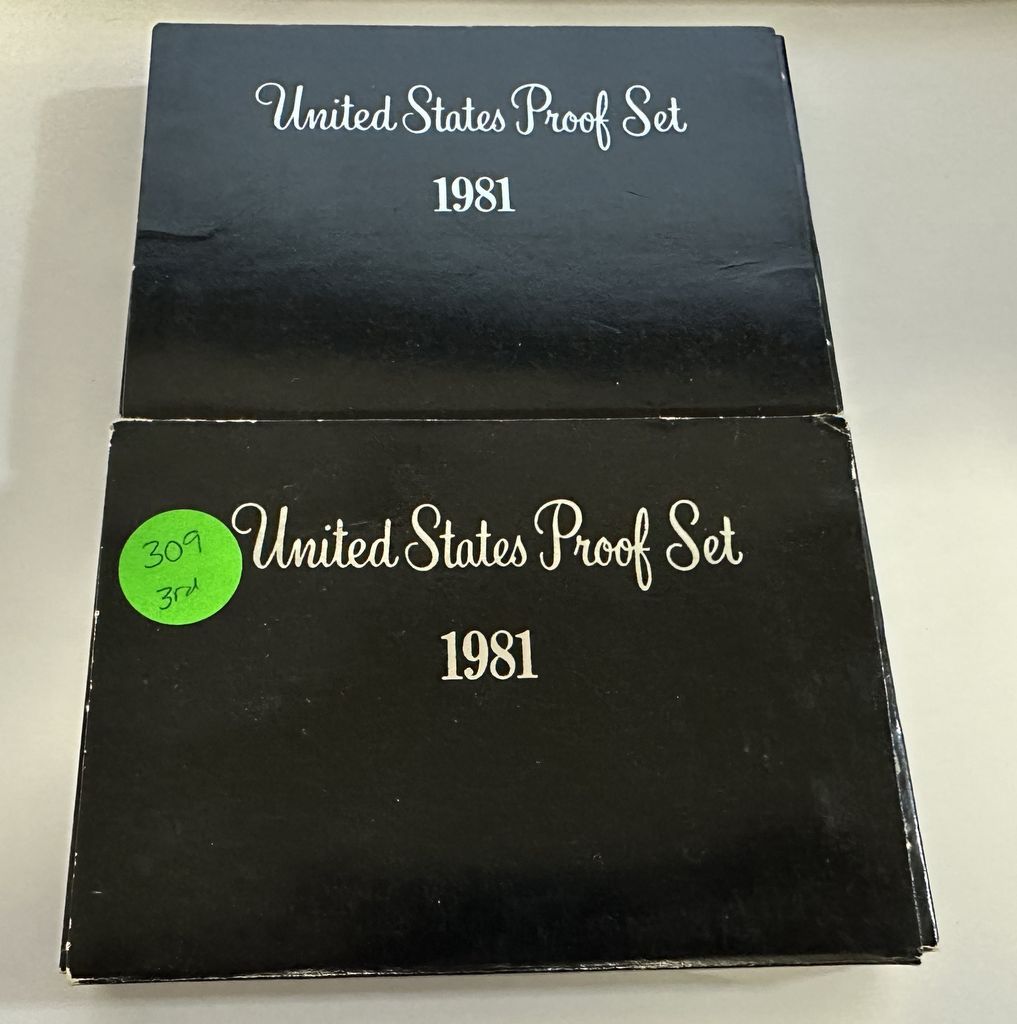 United States Proof Set
1981
United States Proof Set
1981
309
3rd